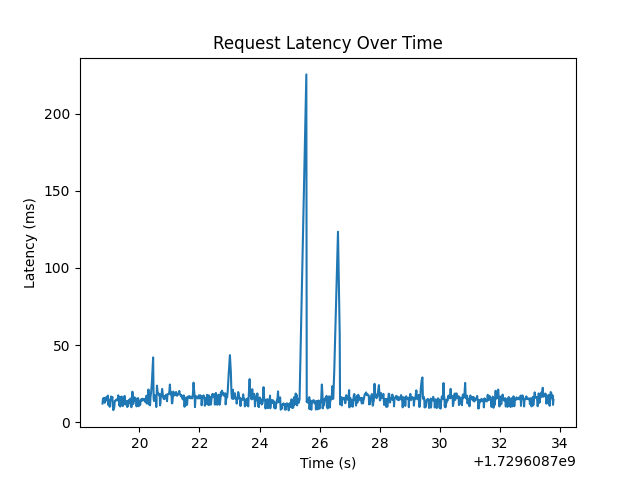 Request Latency Over Time
Latency (ms)
200
150
100
50
0
20 22 24 26 28 30 32 34
Time (s)
+1.7296087e9